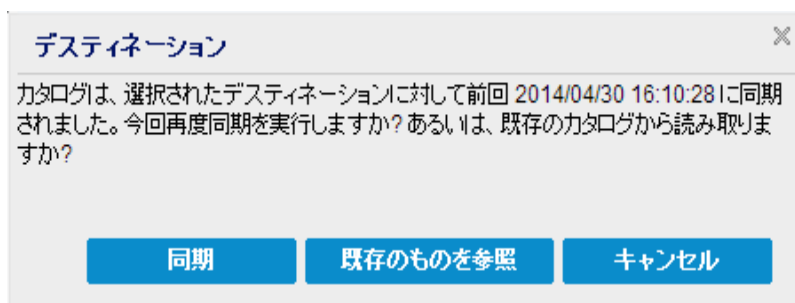 デスティネーション
カタログは、選択されたデスティネーションに対して前回 2014/04/30 16:10:28 に同期
されました。今回再度同期を実行しますか? あるいは、既存のカタログから読み取りま
すか?
同期 既存のものを参照 キャンセル